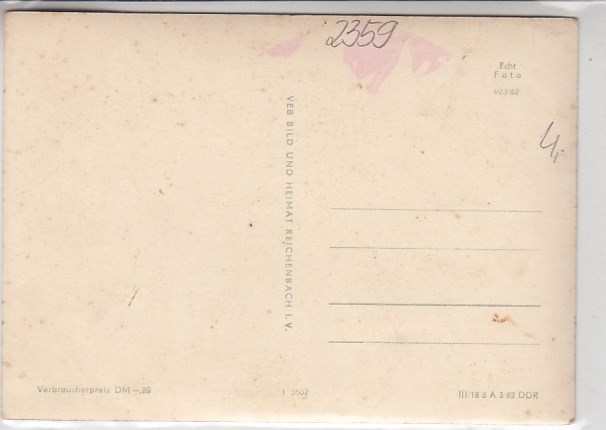 2359
Echt
Foto
4,
VEB BILD UND HEIMAT REICHENBACH I. V.
Verbraucherpreis DM -,20
III/18/6 A 3/62 DDR